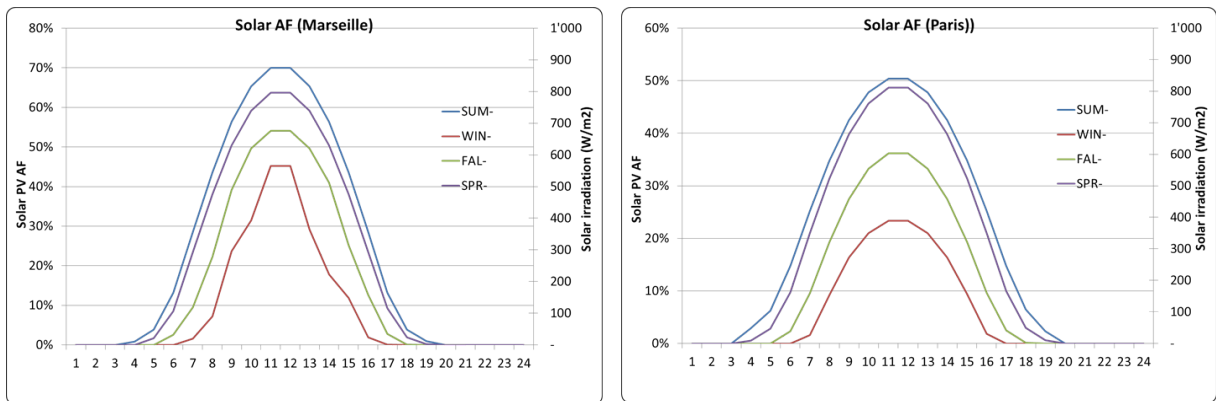 Solar AF (Marseille)
80%
70%
60%
50%
40%
30%
20%
10%
0%
Solar PV AF
1'000
900
800
700
600
500
400
300
200
100
-
Solar irradiation (W/m2)
SUM-
WIN-
FAL-
SPR-
1 2 3 4 5 6 7 8 9 10 11 12 13 14 15 16 17 18 19 20 21 22 23 24
Solar AF (Paris))
60%
50%
40%
30%
20%
10%
0%
Solar PV AF
1'000
900
800
700
600
500
400
300
200
100
-
Solar irradiation (W/m2)
SUM-
WIN-
FAL-
SPR-
1 2 3 4 5 6 7 8 9 10 11 12 13 14 15 16 17 18 19 20 21 22 23 24